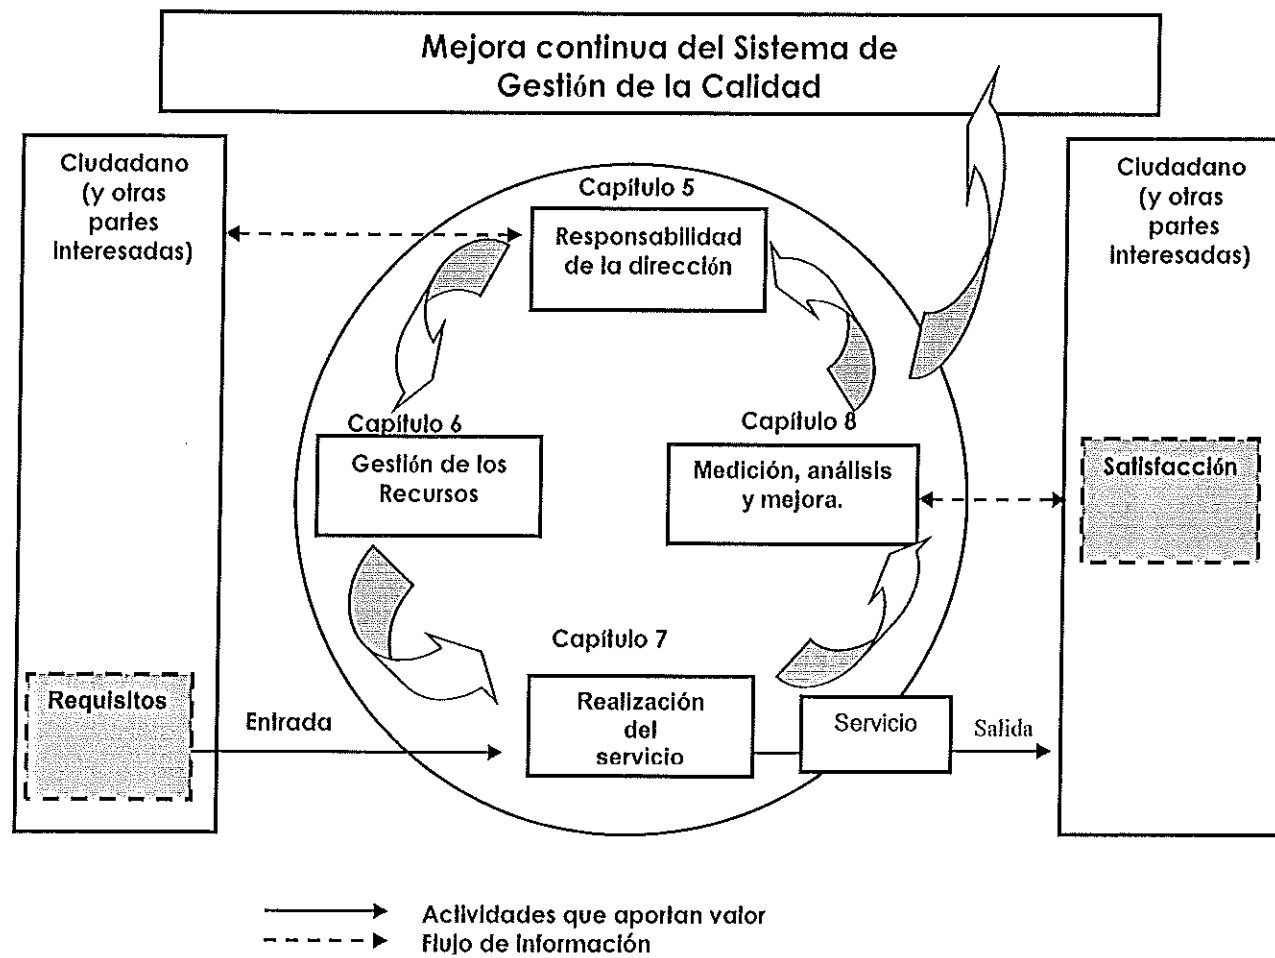 Mejora continua del Sistema de
Gestión de la Calidad
Ciudadano
(y otras
partes
interesadas)
Capítulo 5
Responsabilidad
de la dirección
Ciudadano
(y otras
partes
interesadas)
Capítulo 6
Gestión de los
Recursos
Capítulo 8
Medición, análisis
y mejora.
Satisfacción
Capítulo 7
Realización
del
servicio
Requisitos
Entrada
Servicio
Salida
Actividades que aportan valor
Flujo de información